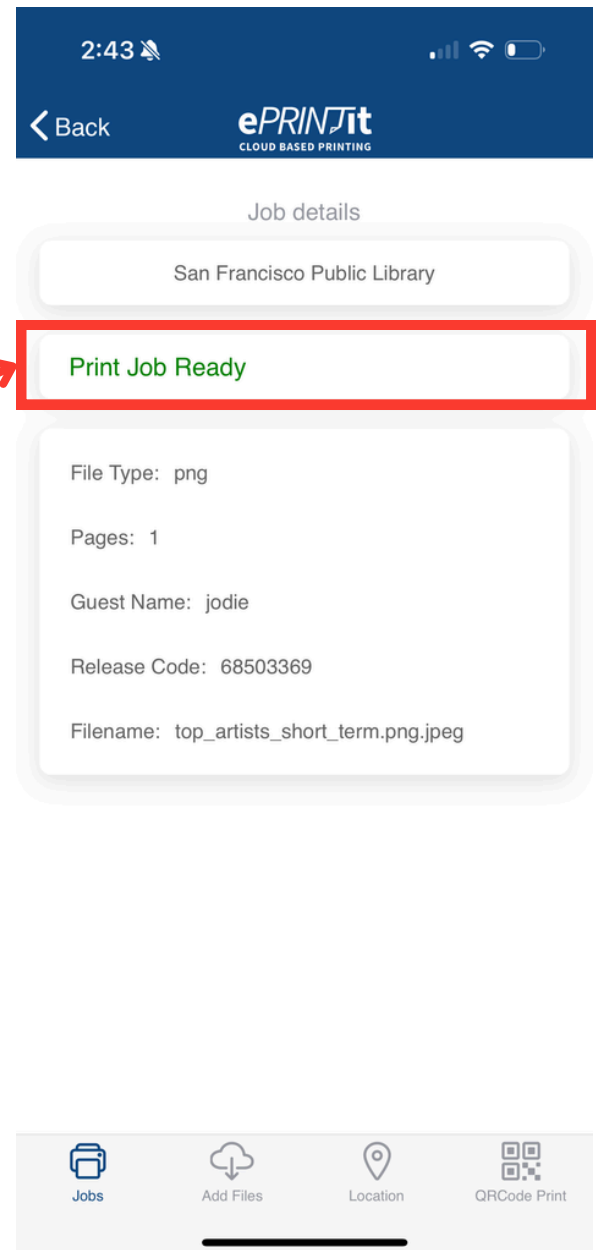 2:43
Back
ePRINTit
CLOUD BASED PRINTING
Job details
San Francisco Public Library
Print Job Ready
File Type: png
Pages: 1
Guest Name: jodie
Release Code: 68503369
Filename: top_artists_short_term.png.jpeg
Jobs
Add Files
Location
QRCode Print